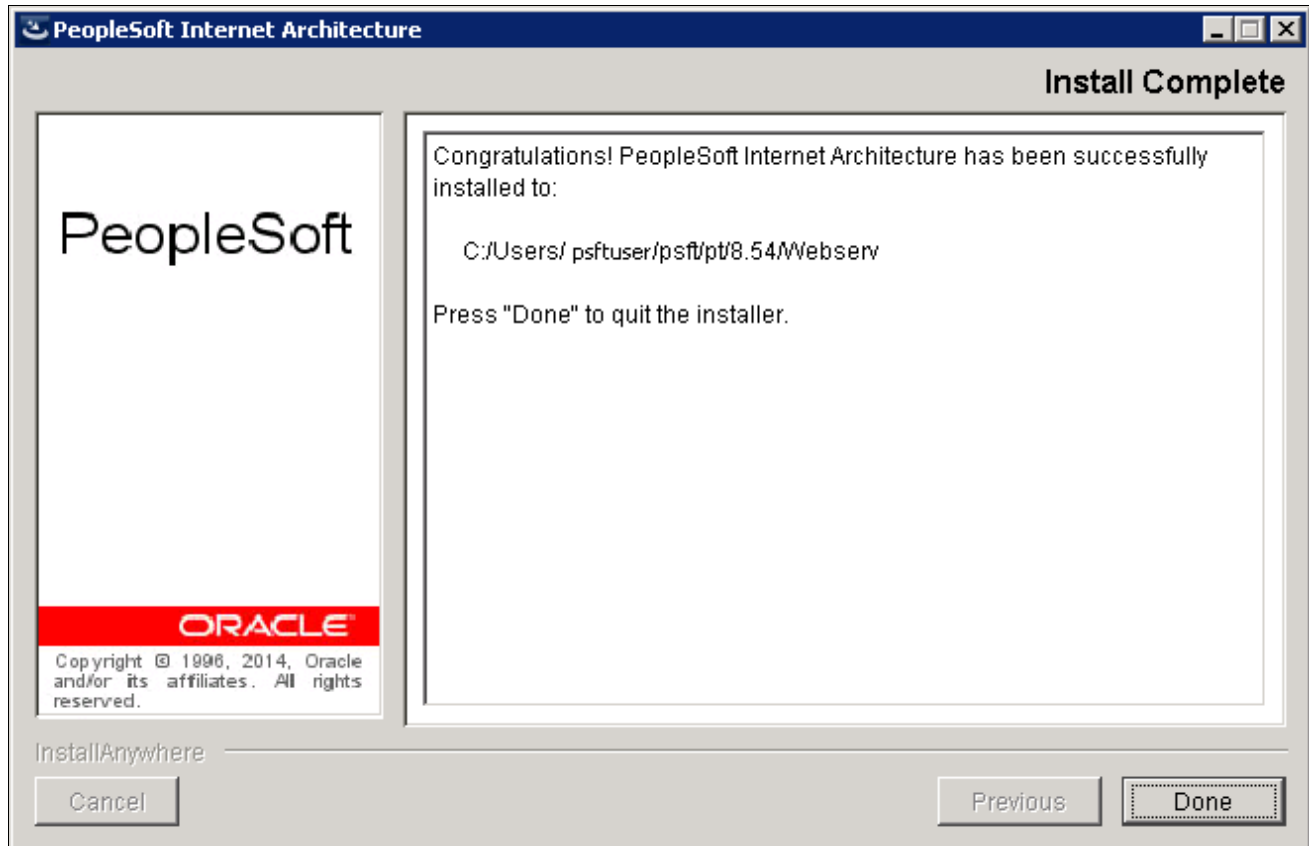 PeopleSoft Internet Architecture
Install Complete
PeopleSoft
ORACLE
Copyright © 1996, 2014, Oracle
and/or its affiliates. All rights
reserved.
Congratulations! PeopleSoft Internet Architecture has been successfully
installed to:
C:/Users/ psftuser/psft/pt/8.54/Webserv
Press "Done" to quit the installer.
InstallAnywhere
Cancel
Previous
Done